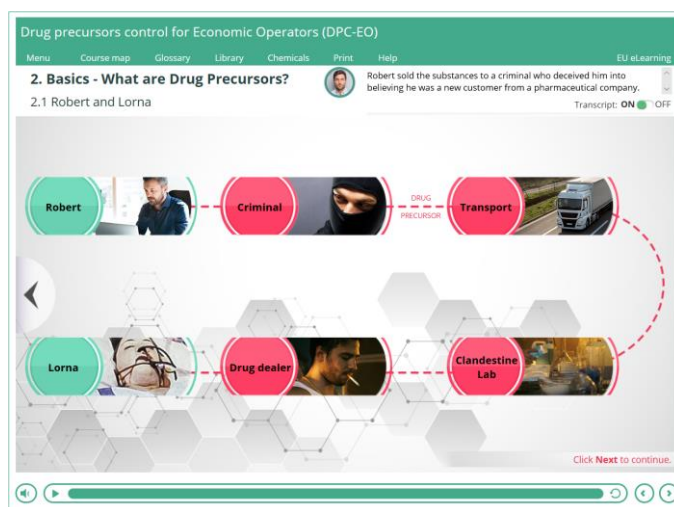 Drug precursors control for Economic Operators (DPC-EO)
Menu Course map Glossary Library Chemicals Print Help EU eLearning
2. Basics - What are Drug Precursors?
2.1 Robert and Lorna
Robert sold the substances to a criminal who deceived him into
believing he was a new customer from a pharmaceutical company.
Transcript: ON OFF
Robert
Criminal
DRUG
PRECURSOR
Transport
Lorna
Drug dealer
Clandestine
Lab
Click Next to continue.